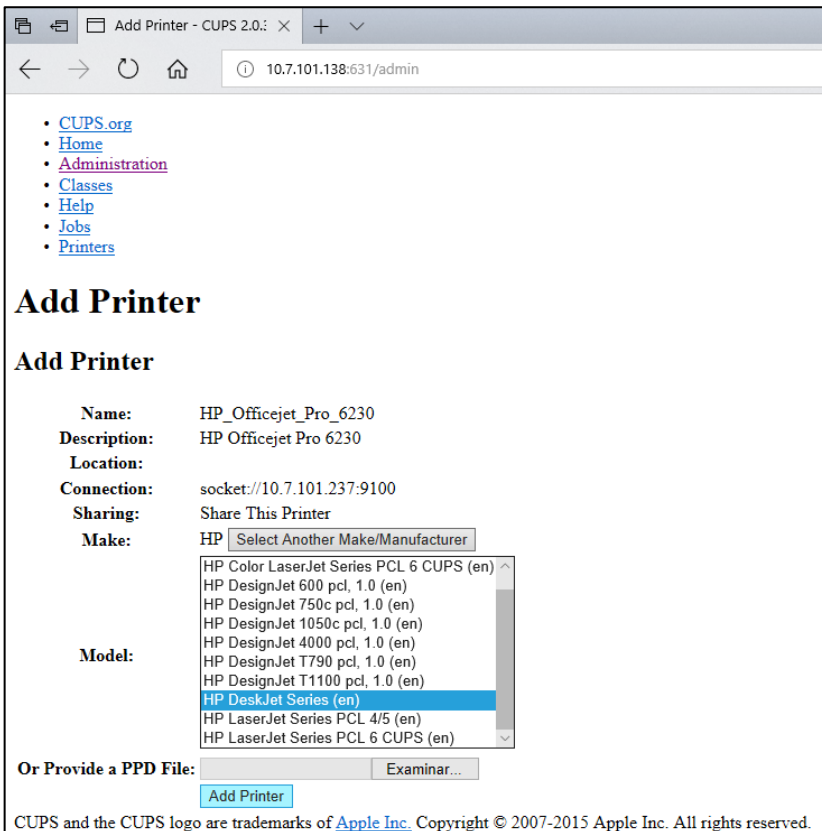 Add Printer - CUPS 2.0.3
10.7.101.138:631/admin
CUPS.org
Home
Administration
Classes
Help
Jobs
Printers
Add Printer
Add Printer
Name: HP_Officejet_Pro_6230
Description: HP Officejet Pro 6230
Location:
Connection: socket://10.7.101.237:9100
Sharing: Share This Printer
Make: HP Select Another Make/Manufacturer
HP Color LaserJet Series PCL 6 CUPS (en)
HP DesignJet 600 pcl, 1.0 (en)
HP DesignJet 750c pcl, 1.0 (en)
HP DesignJet 1050c pcl, 1.0 (en)
HP DesignJet 4000 pcl, 1.0 (en)
Model:
HP DesignJet T790 pcl, 1.0 (en)
HP DesignJet T1100 pcl, 1.0 (en)
HP DeskJet Series (en)
HP LaserJet Series PCL 4/5 (en)
HP LaserJet Series PCL 6 CUPS (en)
Or Provide a PPD File: Examinar...
Add Printer
CUPS and the CUPS logo are trademarks of Apple Inc. Copyright © 2007-2015 Apple Inc. All rights reserved.